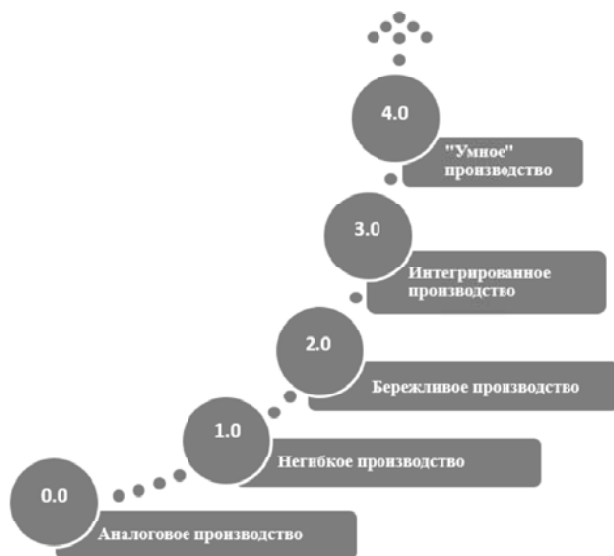 4.0
"Умное"
производство
3.0
Интегрированное
производство
2.0
Бережливое производство
1.0
Негибкое производство
0.0
Аналоговое производство